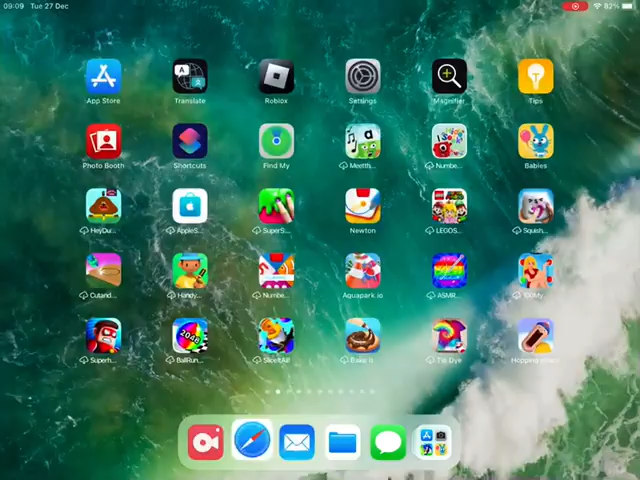 09:09 Tue 27 Dec 82%
App Store Translate Roblox Settings Magnifier Tips
Photo Booth Shortcuts Find My Meetth... Numbe... Babies
HeyDu... AppleS... SuperS... Newton LEGOS... Squish...
Cutand... Handy... Numbe... Aquapark.io ASMR... 100My...
Superh... BallRun... SliceItAll! Bake it Tie Dye